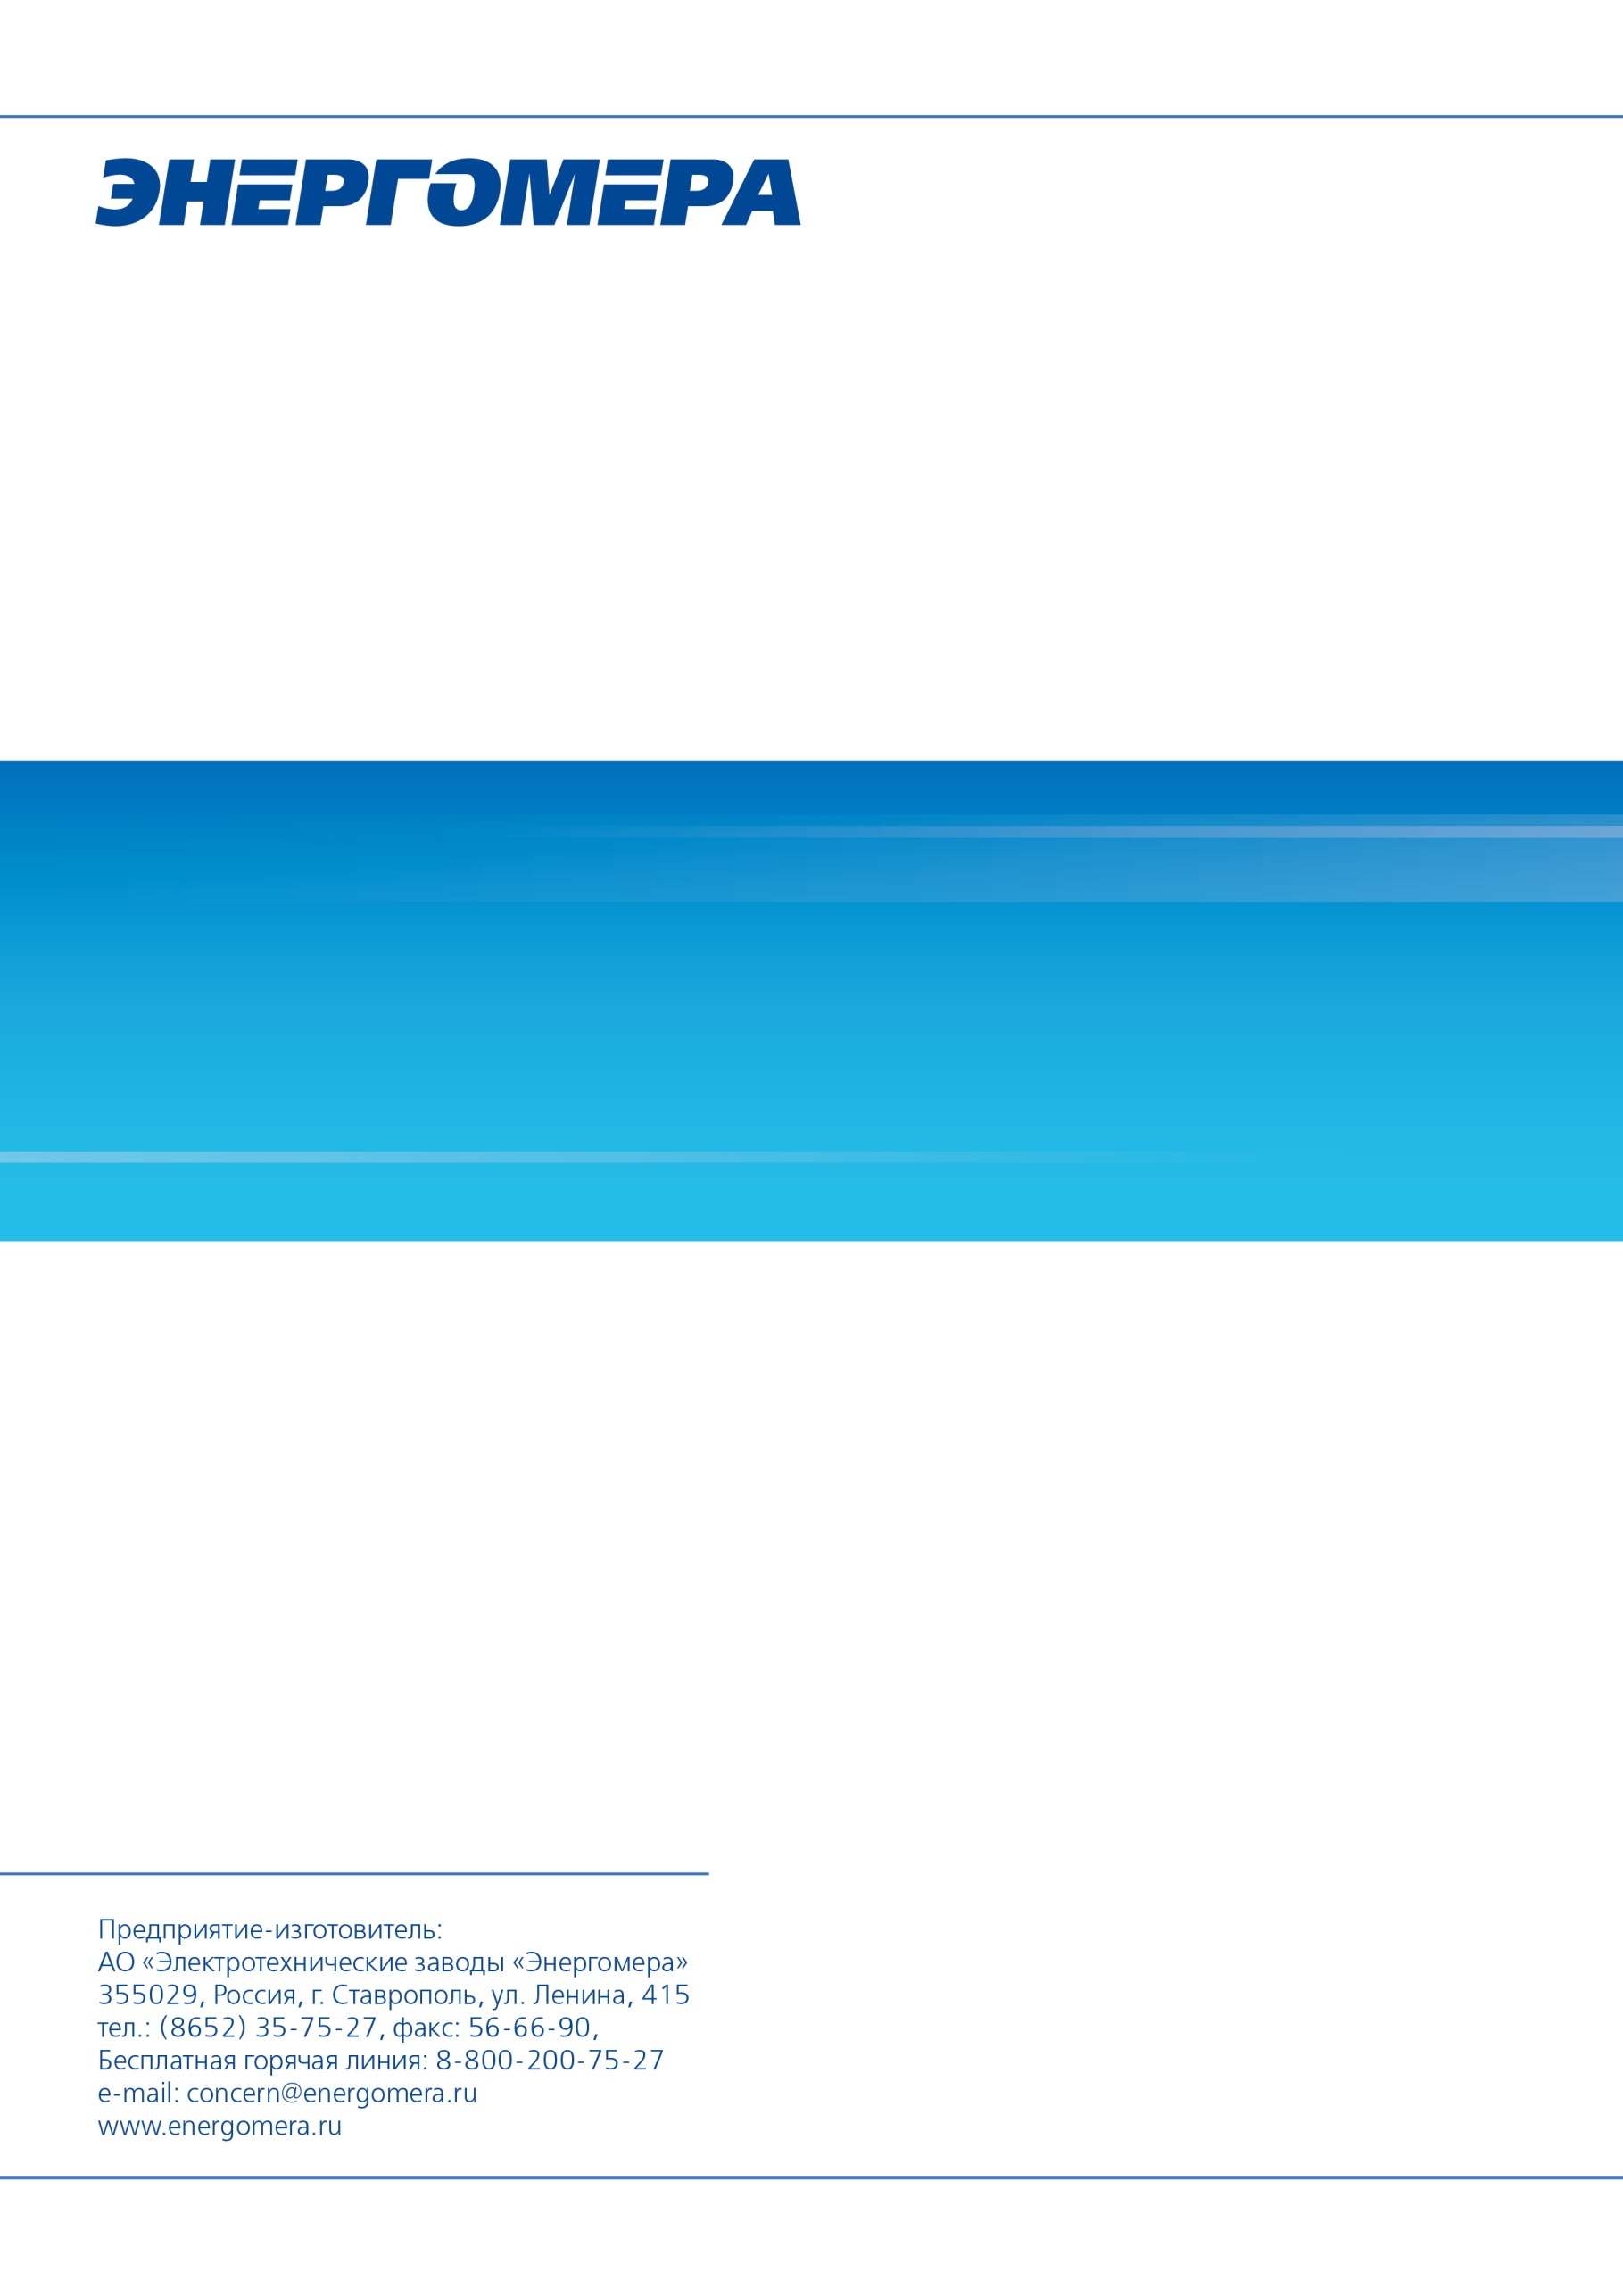 ЭНЕРГОМЕРА
Предприятие-изготовитель:
АО «Электротехнические заводы «Энергомера»
355029, Россия, г. Ставрополь, ул. Ленина, 415
тел.: (8652) 35-75-27, факс: 56-66-90,
Бесплатная горячая линия: 8-800-200-75-27
e-mail: concern@energomera.ru
www.energomera.ru